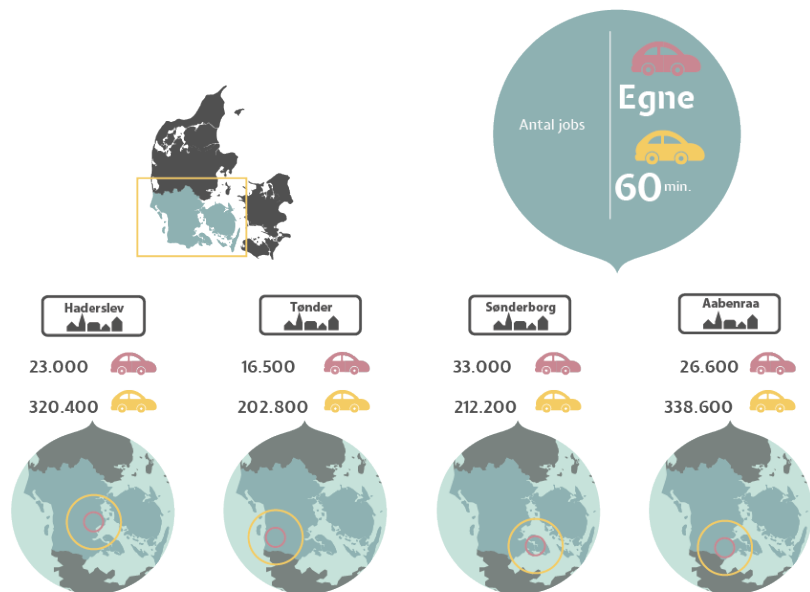 Antal jobs
Egne
60 min.
Haderslev
Tønder
Sønderborg
Aabenraa
23.000
16.500
33.000
26.600
320.400
202.800
212.200
338.600